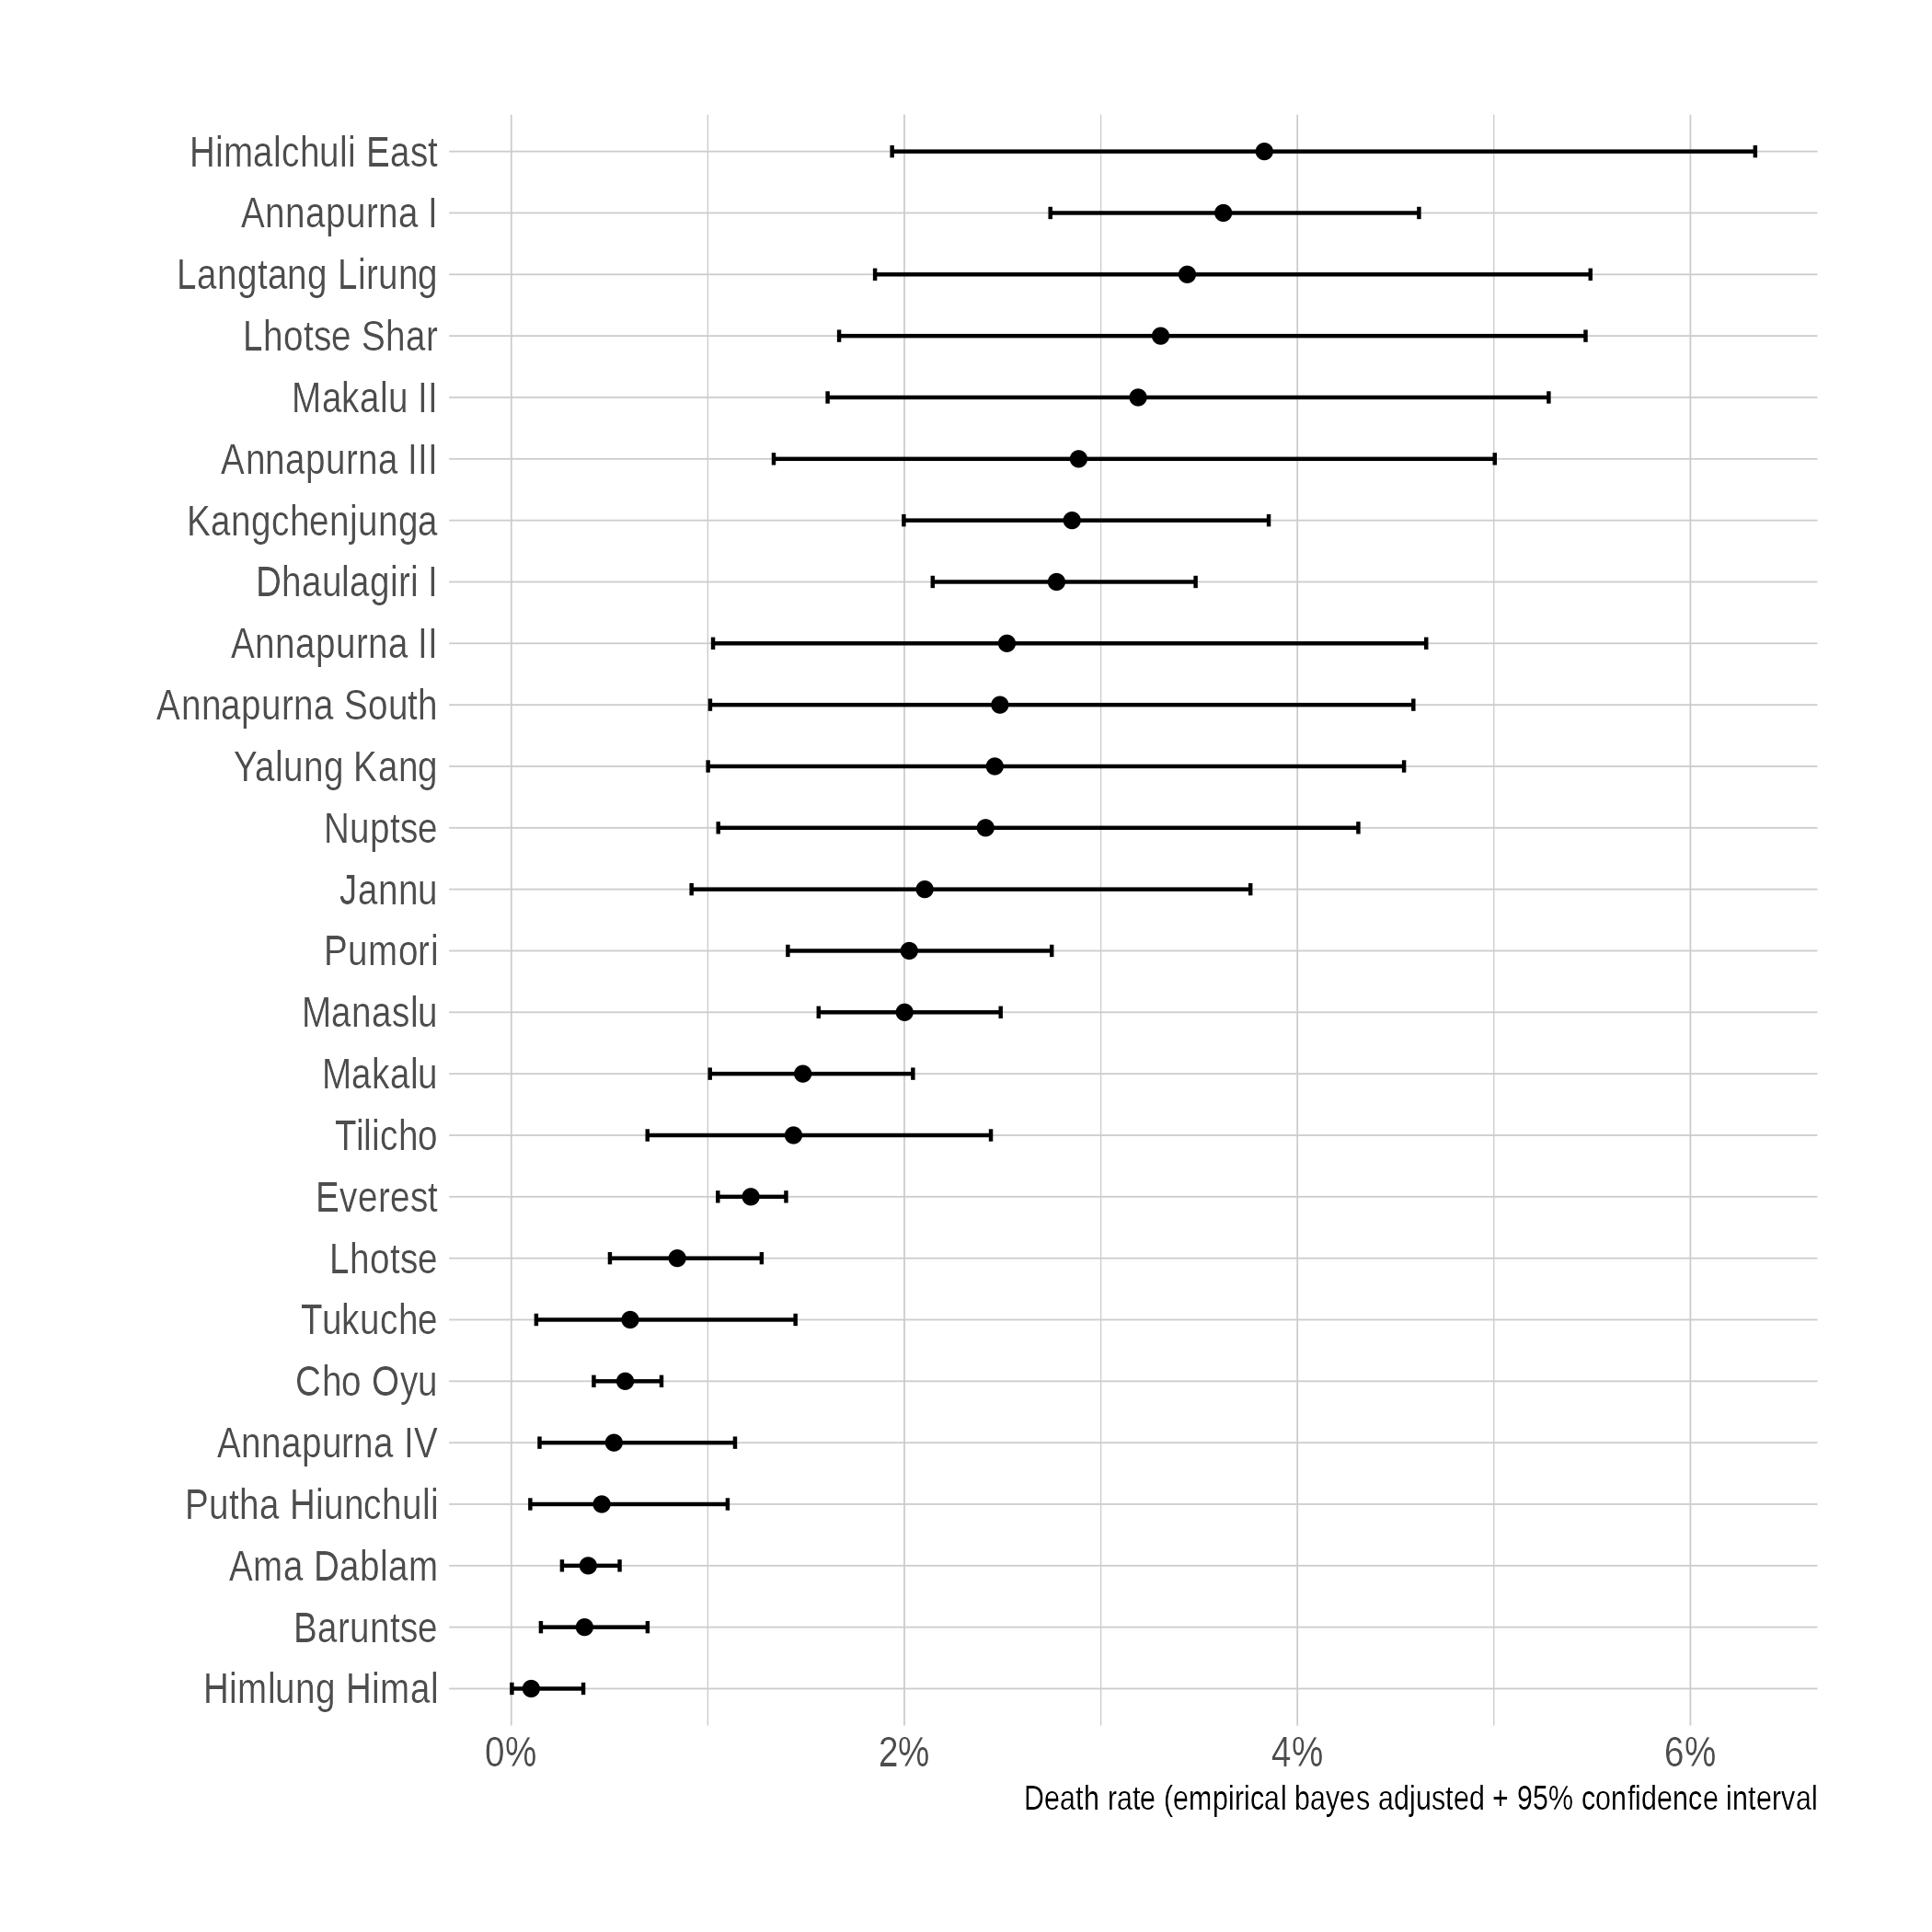 Himalchuli East
Annapurna I
Langtang Lirung
Lhotse Shar
Makalu II
Annapurna III
Kangchenjunga
Dhaulagiri I
Annapurna II
Annapurna South
Yalung Kang
Nuptse
Jannu
Pumori
Manaslu
Makalu
Tilicho
Everest
Lhotse
Tukuche
Cho Oyu
Annapurna IV
Putha Hiunchuli
Ama Dablam
Baruntse
Himlung Himal
0% 2% 4% 6%
Death rate (empirical bayes adjusted + 95% confidence interval